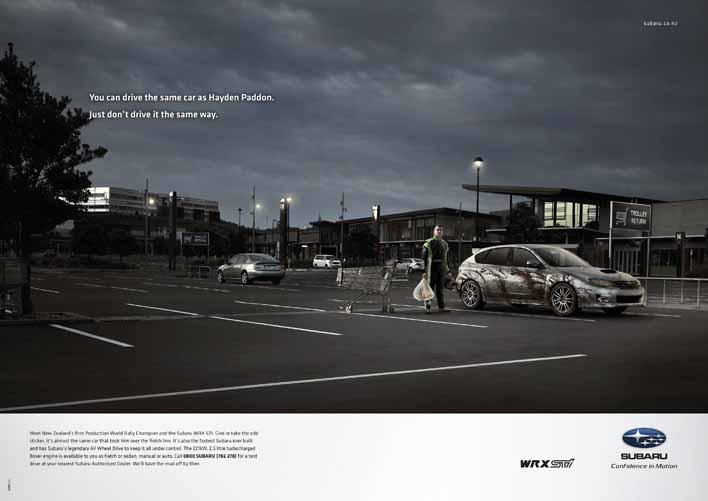 subaru.co.nz
You can drive the same car as Hayden Paddon.
Just don't drive it the same way.
TROLLEY
RETURN
Meet New Zealand's first Production World Rally Champion and the Subaru WRX STI. Give or take the odd
sticker, it's almost the same car that took him over the finish line. It's also the fastest Subaru ever built
and has Subaru's legendary All Wheel Drive to keep it all under control. The 221kW, 2.5 litre turbocharged
Boxer engine is available to you as hatch or sedan, manual or auto. Call 0800 SUBARU (782 278) for a test
drive at your nearest Subaru Authorised Dealer. We'll have the mud off by then.
WRX STI
SUBARU
Confidence in Motion